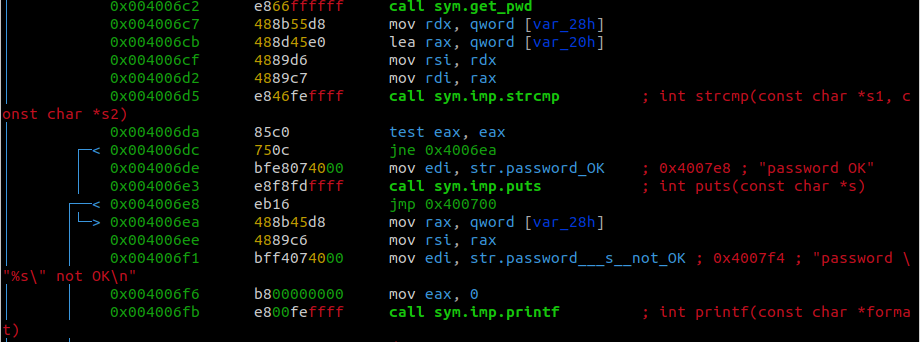 0x004006c2 e866ffffff call sym.get_pwd
0x004006c7 488b55d8 mov rdx, qword [var_28h]
0x004006cb 488d45e0 lea rax, qword [var_20h]
0x004006cf 4889d6 mov rsi, rdx
0x004006d2 4889c7 mov rdi, rax
0x004006d5 e846feffff call sym.imp.strcmp ; int strcmp(const char *s1, c
onst char *s2)
0x004006da 85c0 test eax, eax
0x004006dc 750c jne 0x4006ea
0x004006de bfe8074000 mov edi, str.password_OK ; 0x4007e8 ; "password OK"
0x004006e3 e8f8fdffff call sym.imp.puts ; int puts(const char *s)
0x004006e8 eb16 jmp 0x400700
0x004006ea 488b45d8 mov rax, qword [var_28h]
0x004006ee 4889c6 mov rsi, rax
0x004006f1 bff4074000 mov edi, str.password___s__not_OK ; 0x4007f4 ; "password \
"%s\" not OK\n"
0x004006f6 b800000000 mov eax, 0
0x004006fb e800feffff call sym.imp.printf ; int printf(const char *forma
t)